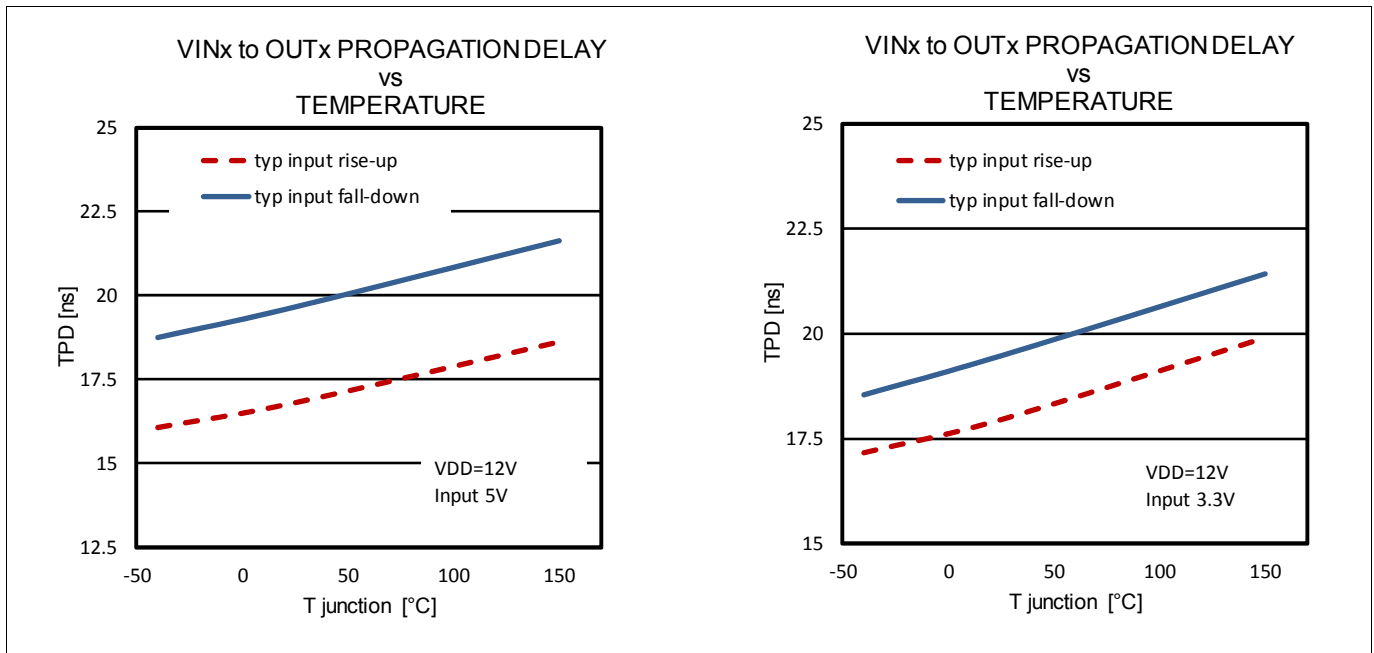 VINx to OUTx PROPAGATION DELAY
vs
TEMPERATURE
25
22.5
20
17.5
15
12.5
TPD [ns]
typ input rise-up
typ input fall-down
VDD=12V
Input 5V
-50
0
50
100
150
T junction [°C]
VINx to OUTx PROPAGATION DELAY
vs
TEMPERATURE
25
22.5
20
17.5
15
TPD [ns]
typ input rise-up
typ input fall-down
VDD=12V
Input 3.3V
-50
0
50
100
150
T junction [°C]